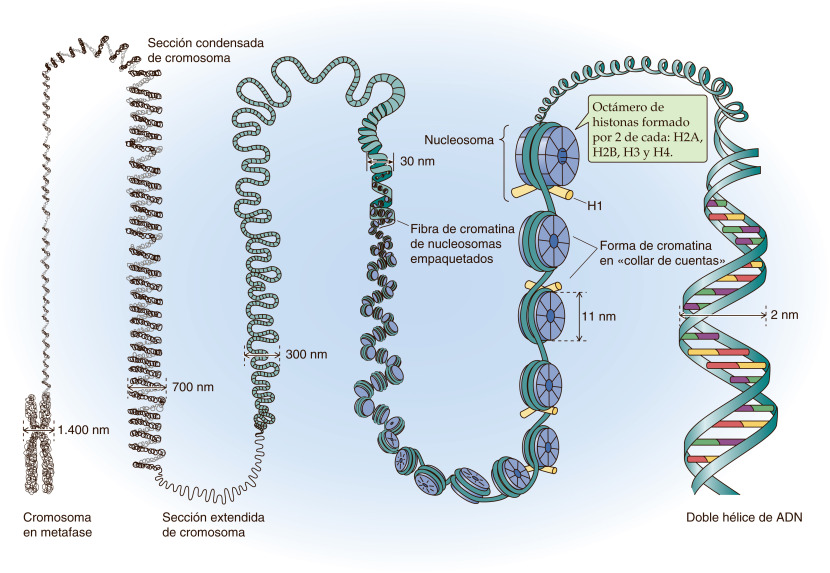 Sección condensada
de cromosoma
Octámero de
histonas formado
por 2 de cada: H2A,
H2B, H3 y H4.
Nucleosoma
30 nm
H1
Fibra de cromatina
de nucleosomas
empaquetados
Forma de cromatina
en «collar de cuentas»
11 nm
2 nm
300 nm
700 nm
1.400 nm
Cromosoma
en metafase
Sección extendida
de cromosoma
Doble hélice de ADN